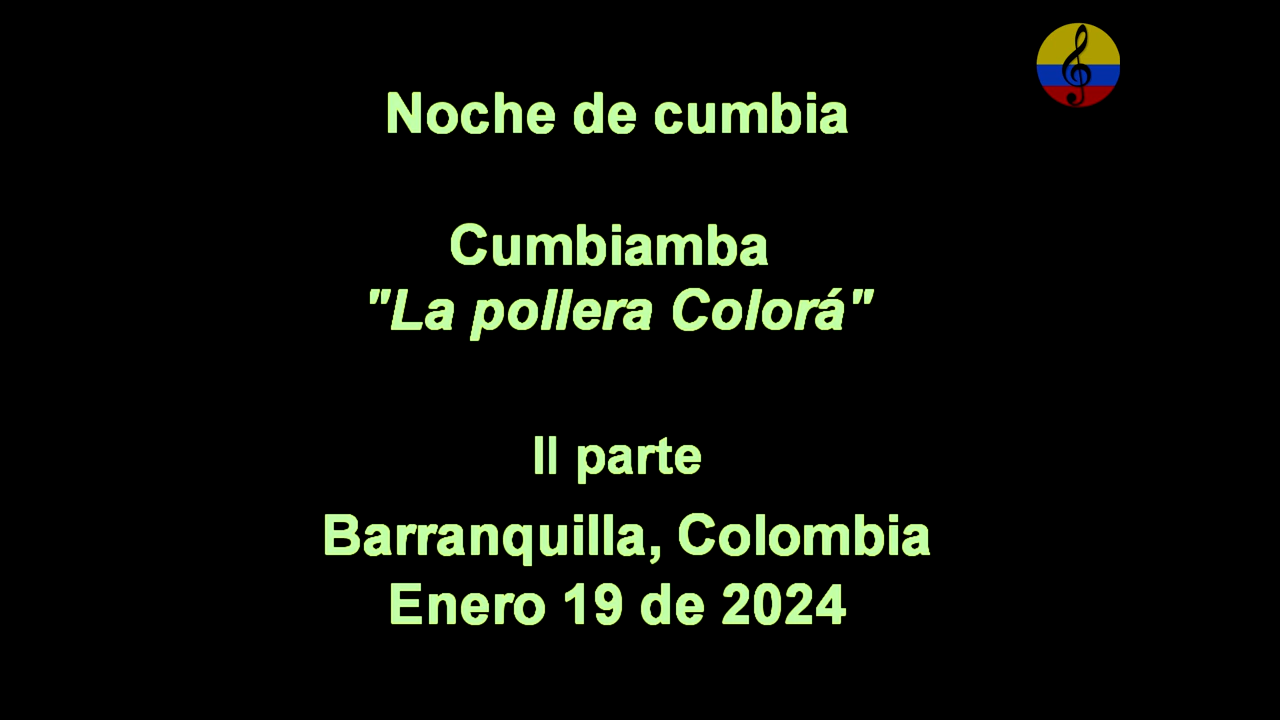 Noche de cumbia
Cumbiamba
"La pollera Colorá"
II parte
Barranquilla, Colombia
Enero 19 de 2024